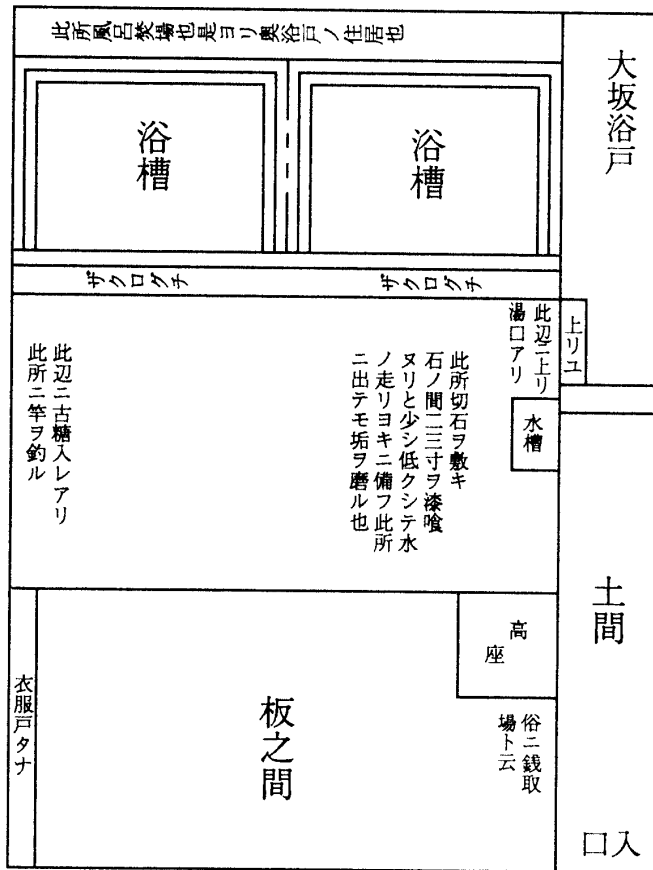 大坂浴戸
此所風呂焚場也是ヨリ奥浴戸ノ住居也
浴槽
浴槽
ザクログチ
ザクログチ
上リユ
此辺ニ上リ
湯口アリ
水槽
此所切石ヲ敷キ
石ノ間二三寸ヲ漆喰
ヌリと少シ低クシテ水
ノ走リヨキニ備フ此所
ニ出テモ垢ヲ磨ル也
此辺ニ古糖入レアリ
此所ニ竿ヲ釣ル
土間
高
座
俗ニ銭取
場ト云
板之間
衣服戸タナ
入
口